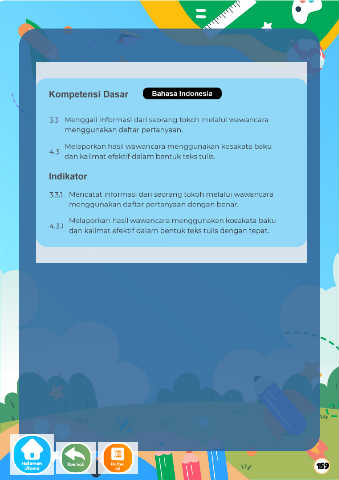 Kompetensi Dasar
Bahasa Indonesia
3.3 Menggali informasi dari seorang tokoh melalui wawancara
menggunakan daftar pertanyaan.
4.3 Melaporkan hasil wawancara menggunakan kosakata baku
dan kalimat efektif dalam bentuk teks tulis.
Indikator
3.3.1 Mencatat informasi dari seorang tokoh melalui wawancara
menggunakan daftar pertanyaan dengan benar.
4.3.1 Melaporkan hasil wawancara menggunakan kosakata baku
dan kalimat efektif dalam bentuk teks tulis dengan tepat.
Halaman
Utama
159